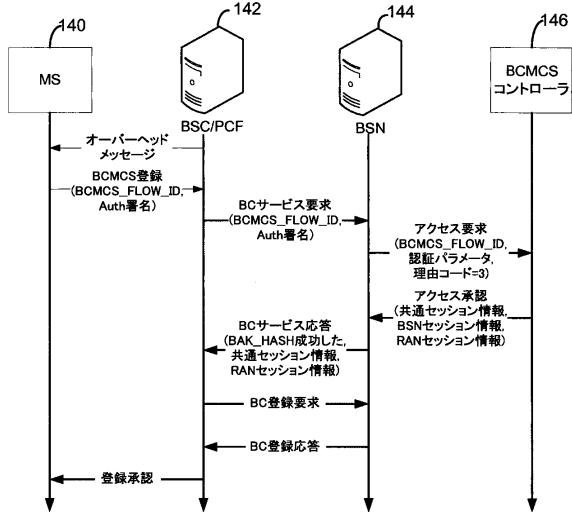 140
142
144
146
MS
BSC/PCF
BSN
BCMCS
コントローラ
オーバーヘッド
メッセージ
BCMCS登録
(BCMCS_FLOW_ID,
Auth署名)
BCサービス要求
(BCMCS_FLOW_ID,
Auth署名)
アクセス要求
(BCMCS_FLOW_ID,
認証パラメータ,
理由コード=3)
アクセス承認
(共通セッション情報,
BSNセッション情報,
RANセッション情報)
BCサービス応答
(BAK_HASH成功した,
共通セッション情報,
RANセッション情報)
BC登録要求
BC登録応答
登録承認